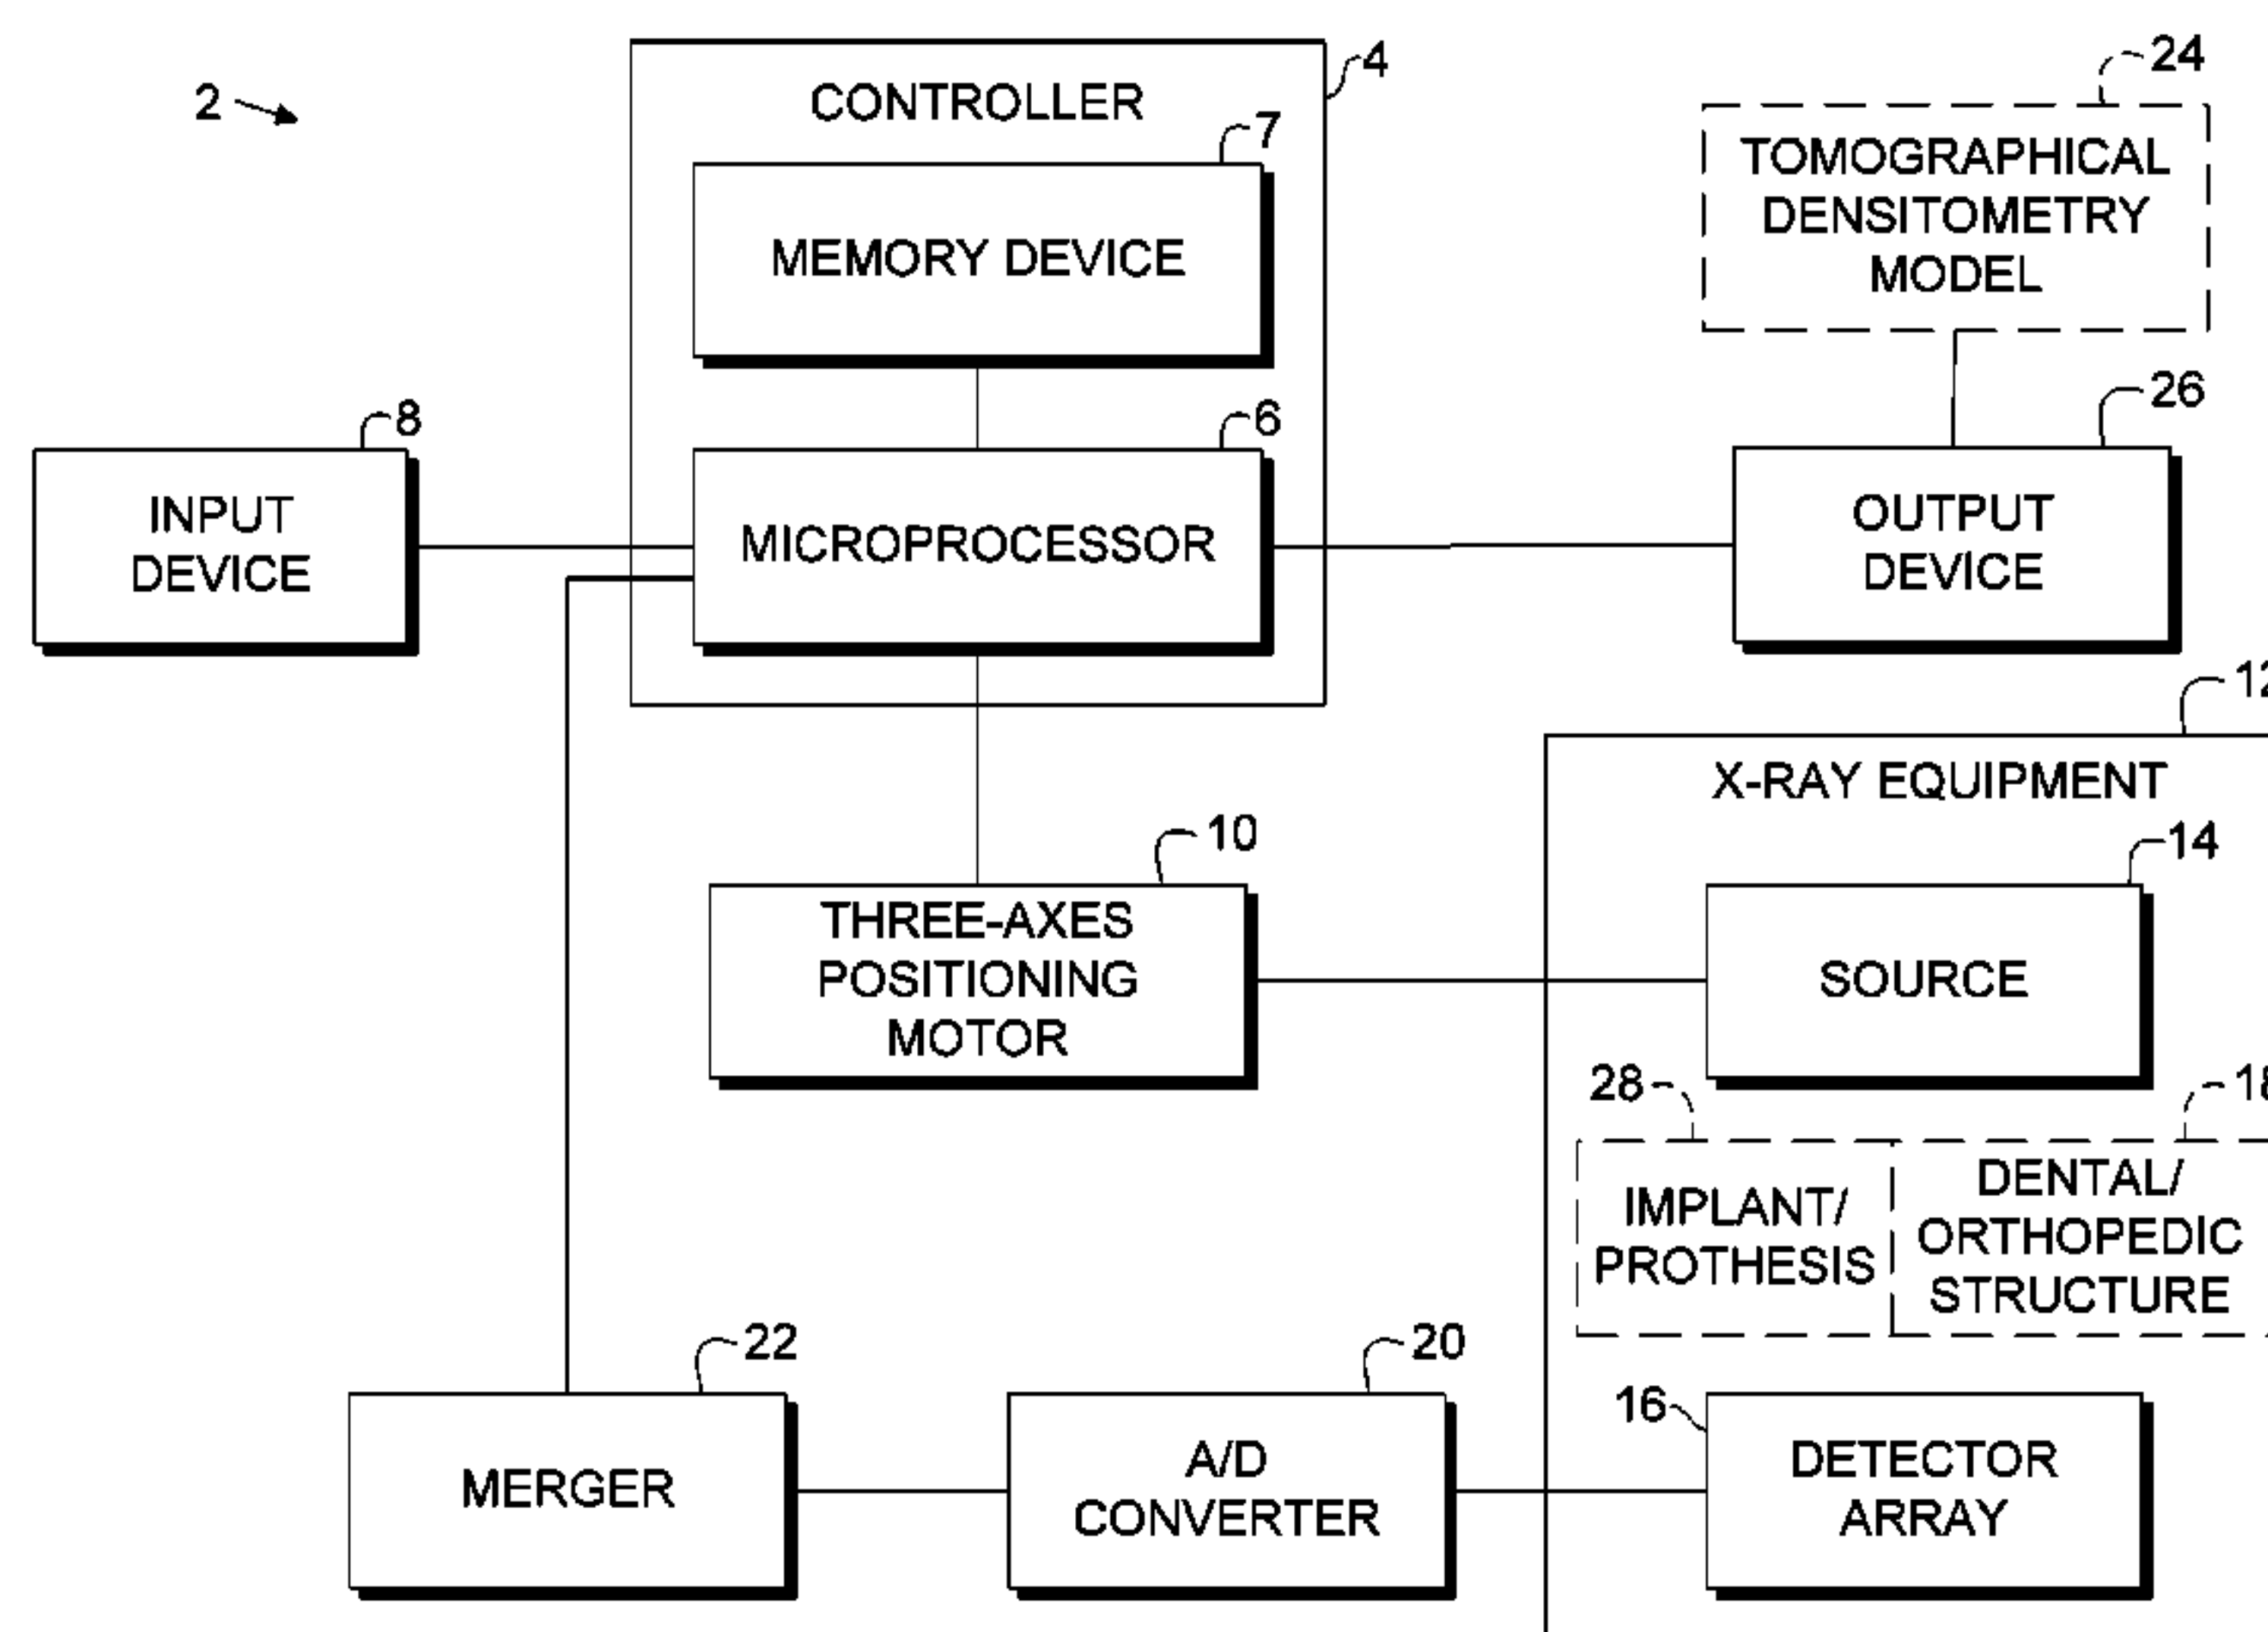 2
CONTROLLER
4
7
MEMORY DEVICE
24
TOMOGRAPHICAL
DENSITOMETRY
MODEL
8
INPUT
DEVICE
6
MICROPROCESSOR
26
OUTPUT
DEVICE
12
X-RAY EQUIPMENT
10
THREE-AXES
POSITIONING
MOTOR
14
SOURCE
28
IMPLANT/
PROTHESIS
18
DENTAL/
ORTHOPEDIC
STRUCTURE
22
MERGER
20
A/D
CONVERTER
16
DETECTOR
ARRAY